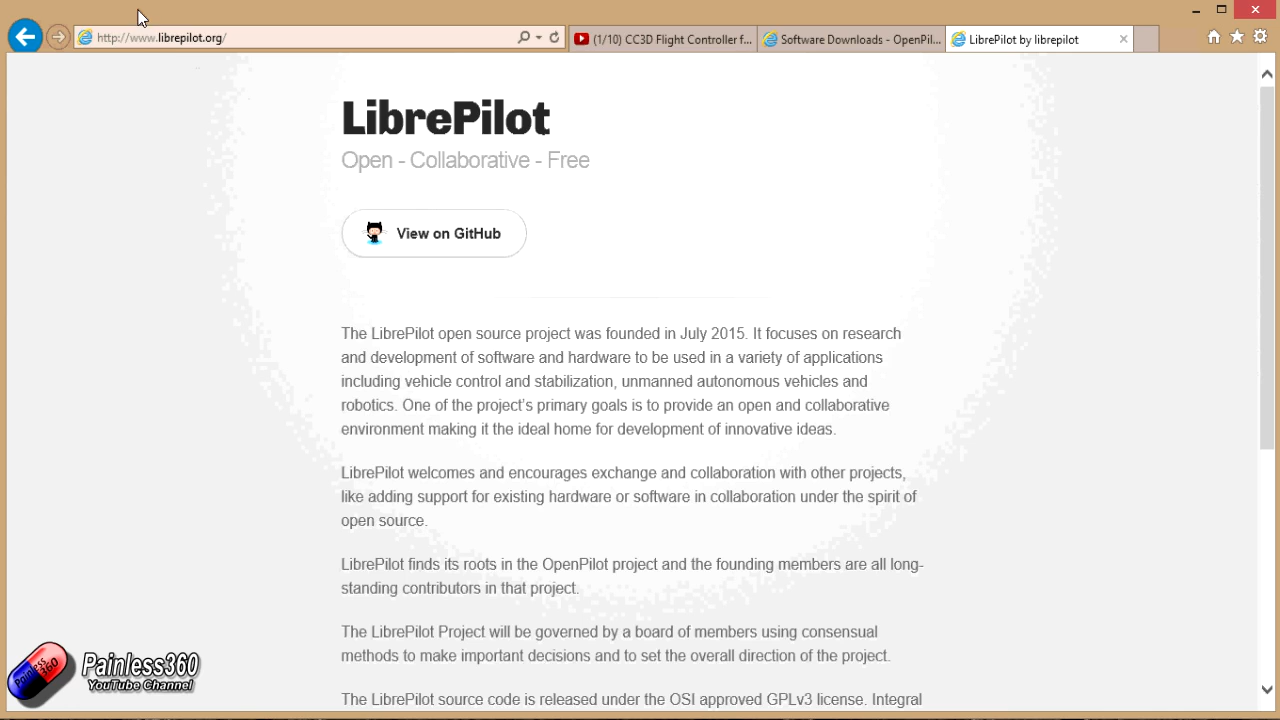 http://www.librepilot.org/
(1/10) CC3D Flight Controller f...
Software Downloads - OpenPil...
LibrePilot by librepilot
LibrePilot
Open - Collaborative - Free
View on GitHub
The LibrePilot open source project was founded in July 2015. It focuses on research
and development of software and hardware to be used in a variety of applications
including vehicle control and stabilization, unmanned autonomous vehicles and
robotics. One of the project's primary goals is to provide an open and collaborative
environment making it the ideal home for development of innovative ideas.
LibrePilot welcomes and encourages exchange and collaboration with other projects,
like adding support for existing hardware or software in collaboration under the spirit of
open source.
LibrePilot finds its roots in the OpenPilot project and the founding members are all long-
standing contributors in that project.
The LibrePilot Project will be governed by a board of members using consensual
methods to make important decisions and to set the overall direction of the project.
The LibrePilot source code is released under the OSI approved GPLv3 license. Integral
Painless 360
Painless360
YouTube Channel